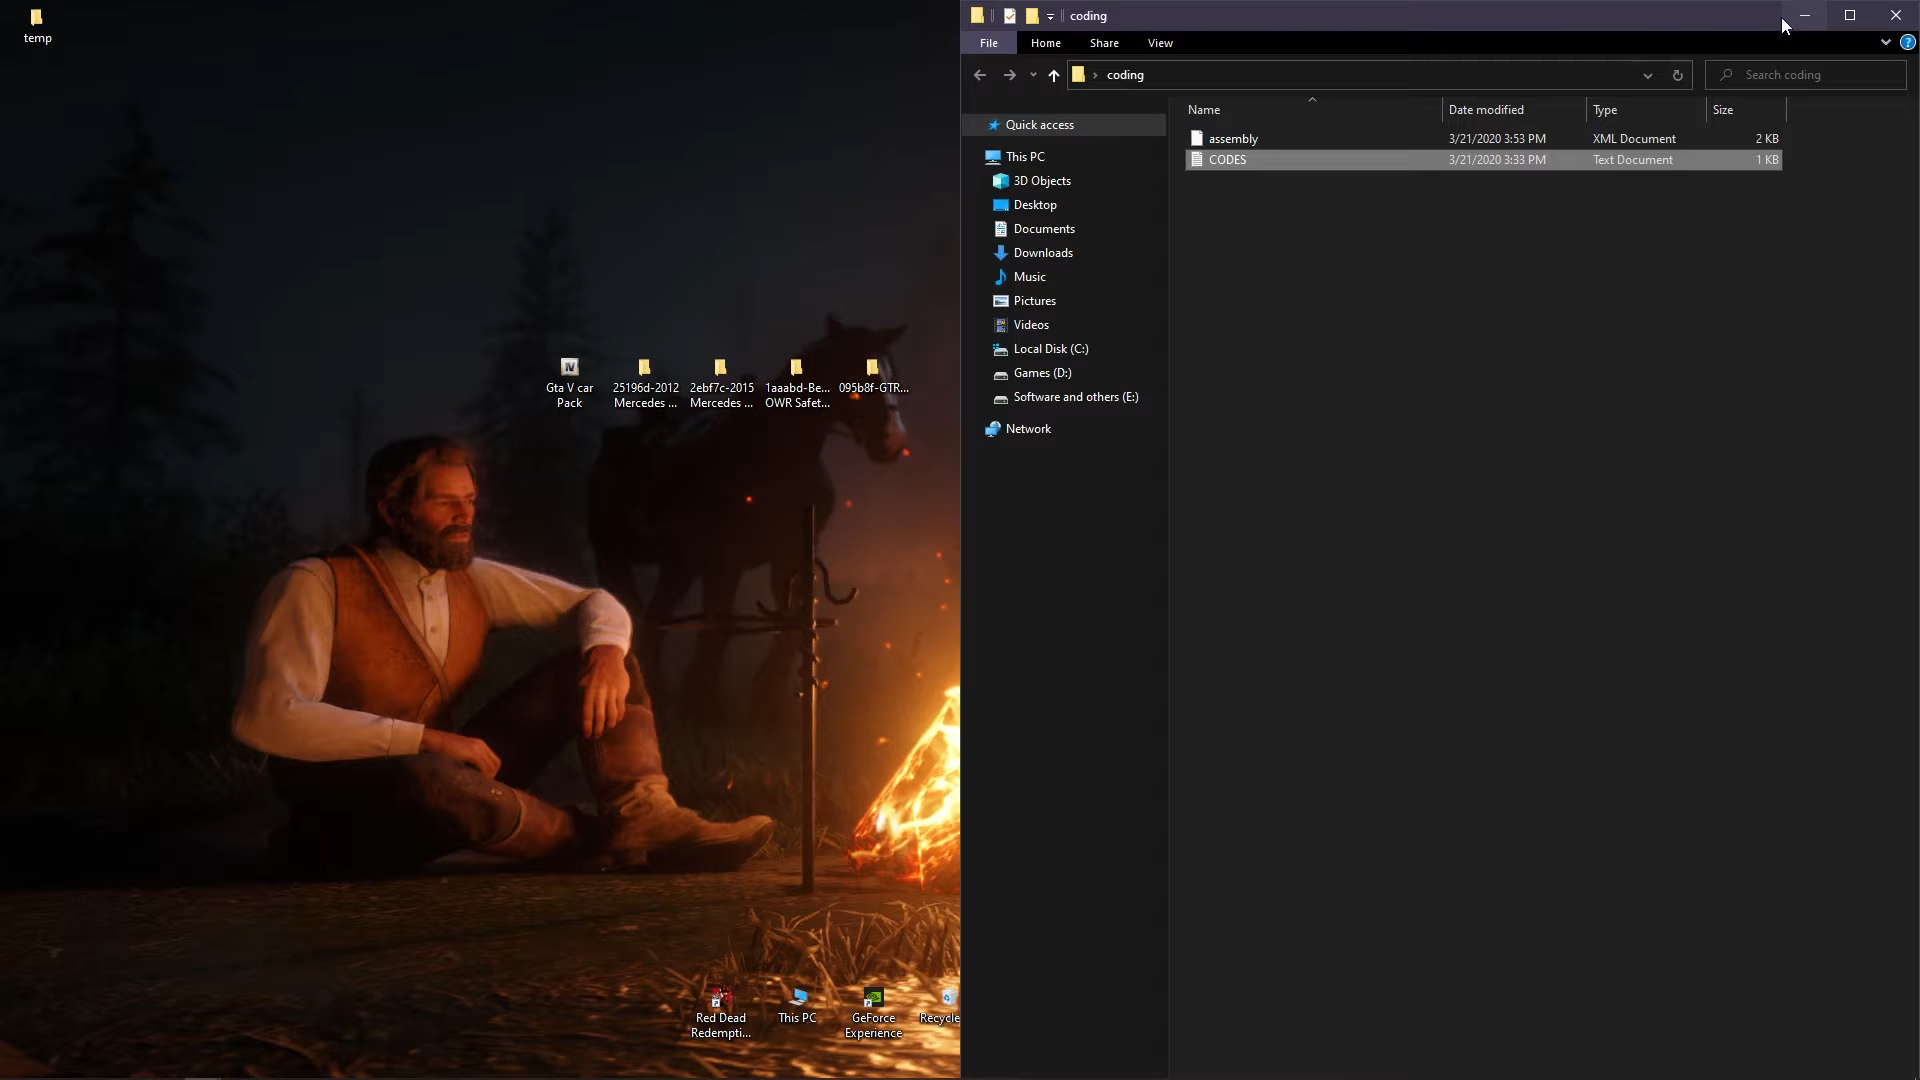 temp
Gta V car
Pack
25196d-2012
Mercedes ...
2ebf7c-2015
Mercedes ...
1aaabd-Be...
OWR Safet...
095b8f-GTR...
Red Dead
Redempti...
This PC
GeForce
Experience
Recycle
coding
File Home Share View
coding
Search coding
Name Date modified Type Size
assembly 3/21/2020 3:53 PM XML Document 2 KB
CODES 3/21/2020 3:33 PM Text Document 1 KB
Quick access
This PC
3D Objects
Desktop
Documents
Downloads
Music
Pictures
Videos
Local Disk (C:)
Games (D:)
Software and others (E:)
Network